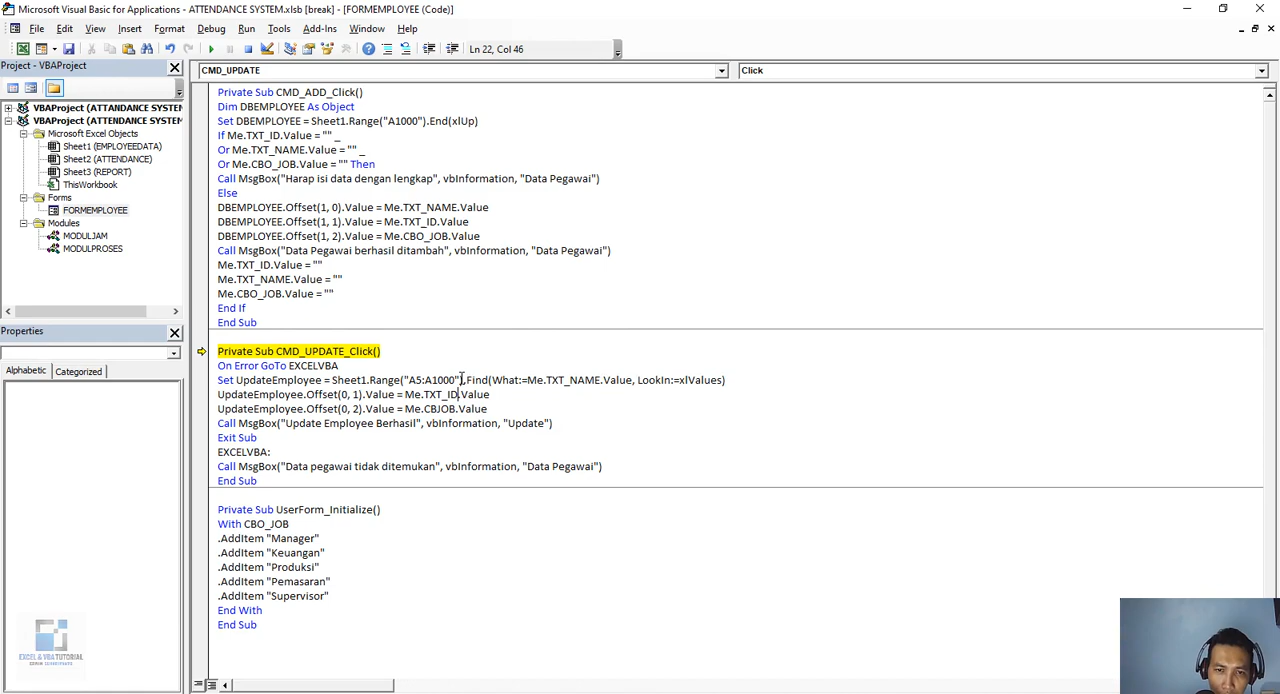 Microsoft Visual Basic for Applications - ATTENDANCE SYSTEM.xlsb [break] - [FORMEMPLOYEE (Code)]
File Edit View Insert Format Debug Run Tools Add-Ins Window Help
Ln 22, Col 46
Project - VBAProject
VBAProject (ATTANDANCE SYSTEM
VBAProject (ATTENDANCE SYSTEM
Microsoft Excel Objects
Sheet1 (EMPLOYEEDATA)
Sheet2 (ATTENDANCE)
Sheet3 (REPORT)
ThisWorkbook
Forms
FORMEMPLOYEE
Modules
MODULJAM
MODULPROSES
Properties
Alphabetic Categorized
EXCEL & VBA TUTORIAL
CMD_UPDATE Click
Private Sub CMD_ADD_Click()
Dim DBEMPLOYEE As Object
Set DBEMPLOYEE = Sheet1.Range("A1000").End(xlUp)
If Me.TXT_ID.Value = "" _
Or Me.TXT_NAME.Value = "" _
Or Me.CBO_JOB.Value = "" Then
Call MsgBox("Harap isi data dengan lengkap", vbInformation, "Data Pegawai")
Else
DBEMPLOYEE.Offset(1, 0).Value = Me.TXT_NAME.Value
DBEMPLOYEE.Offset(1, 1).Value = Me.TXT_ID.Value
DBEMPLOYEE.Offset(1, 2).Value = Me.CBO_JOB.Value
Call MsgBox("Data Pegawai berhasil ditambah", vbInformation, "Data Pegawai")
Me.TXT_ID.Value = ""
Me.TXT_NAME.Value = ""
Me.CBO_JOB.Value = ""
End If
End Sub
Private Sub CMD_UPDATE_Click()
On Error GoTo EXCELVBA
Set UpdateEmployee = Sheet1.Range("A5:A1000").Find(What:=Me.TXT_NAME.Value, LookIn:=xlValues)
UpdateEmployee.Offset(0, 1).Value = Me.TXT_ID.Value
UpdateEmployee.Offset(0, 2).Value = Me.CBJOB.Value
Call MsgBox("Update Employee Berhasil", vbInformation, "Update")
Exit Sub
EXCELVBA:
Call MsgBox("Data pegawai tidak ditemukan", vbInformation, "Data Pegawai")
End Sub
Private Sub UserForm_Initialize()
With CBO_JOB
.AddItem "Manager"
.AddItem "Keuangan"
.AddItem "Produksi"
.AddItem "Pemasaran"
.AddItem "Supervisor"
End With
End Sub